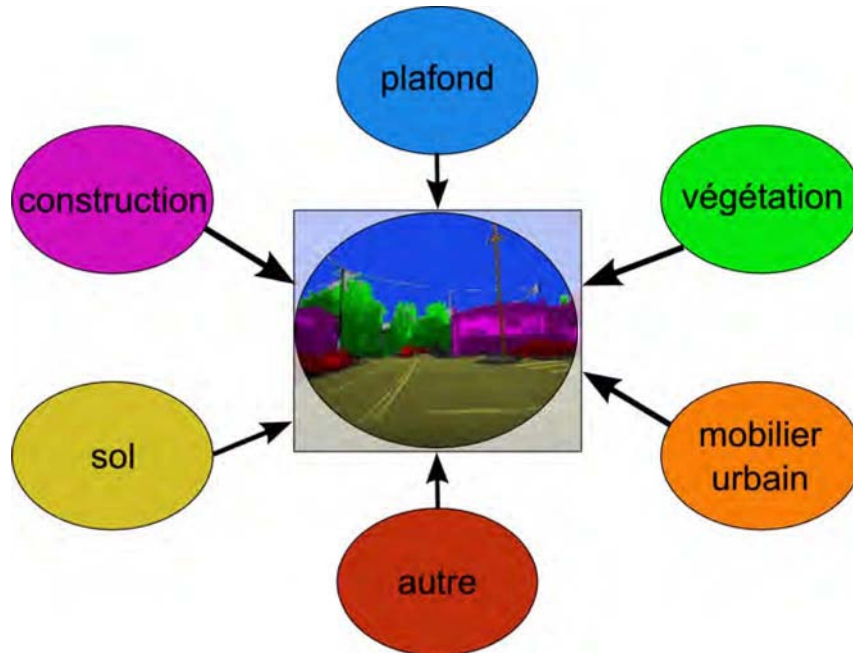 plafond
construction
végétation
sol
mobilier
urbain
autre